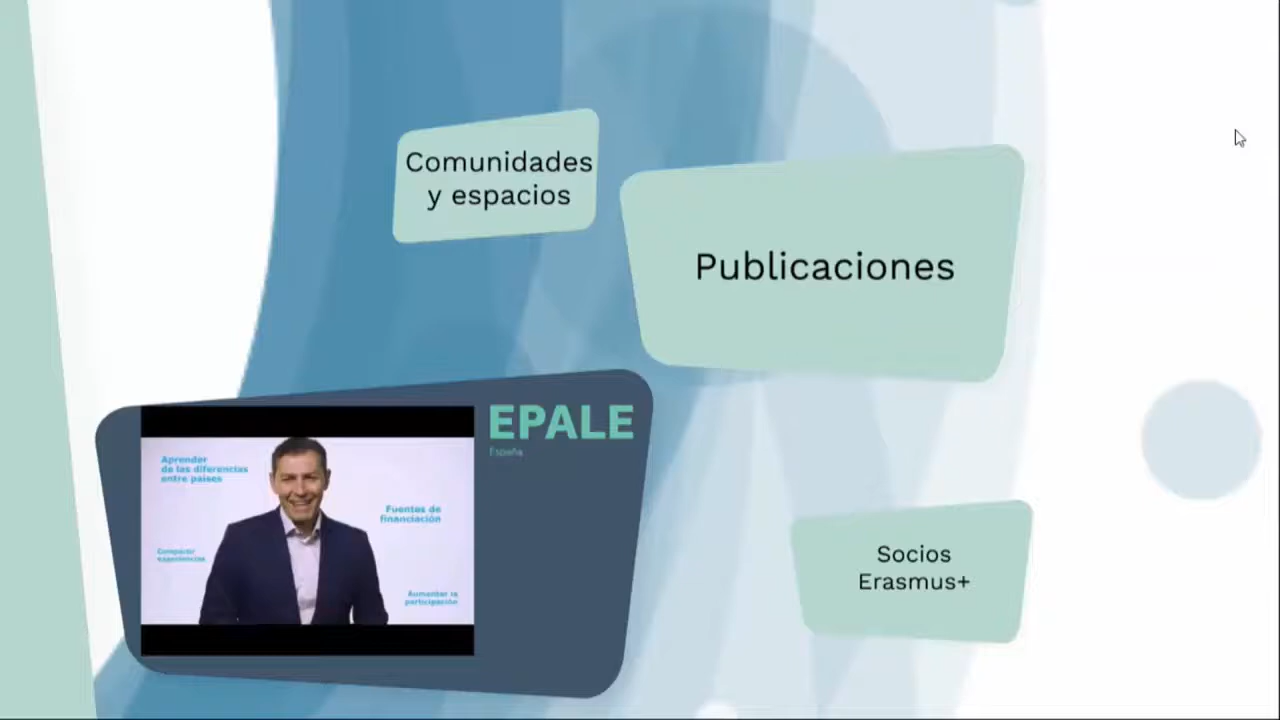 Comunidades
y espacios
Publicaciones
EPALE
España
Aprender
de las diferencias
entre países
Fuentes de
financiación
Compartir
experiencias
Aumentar la
participación
Socios
Erasmus+